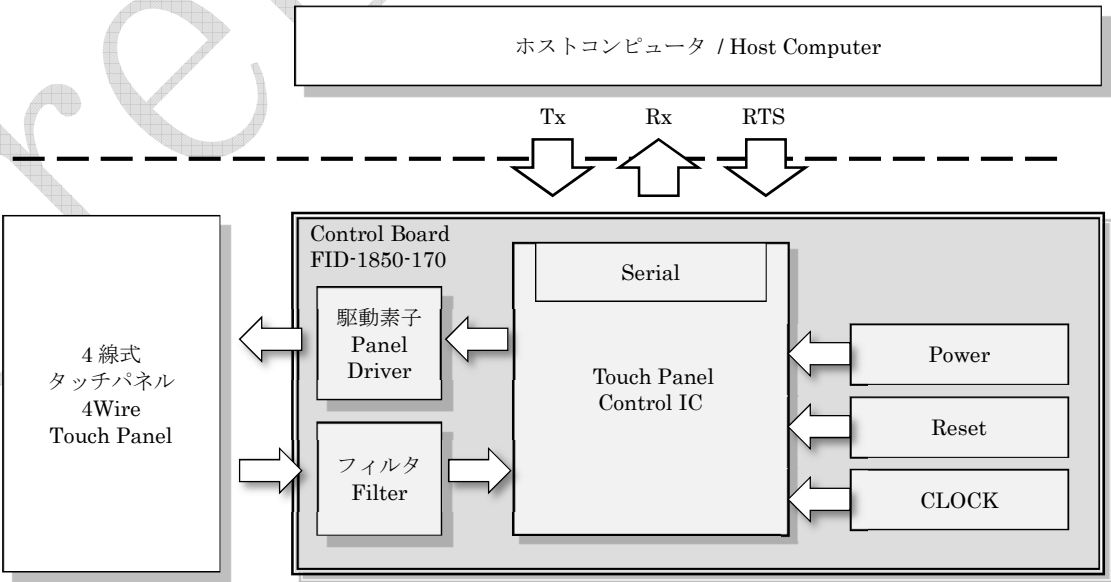 ホストコンピュータ / Host Computer
Tx Rx RTS
Control Board
FID-1850-170
Serial
駆動素子
Panel
Driver
4 線式
タッチパネル
4Wire
Touch Panel
Touch Panel
Control IC
フィルタ
Filter
Power
Reset
CLOCK